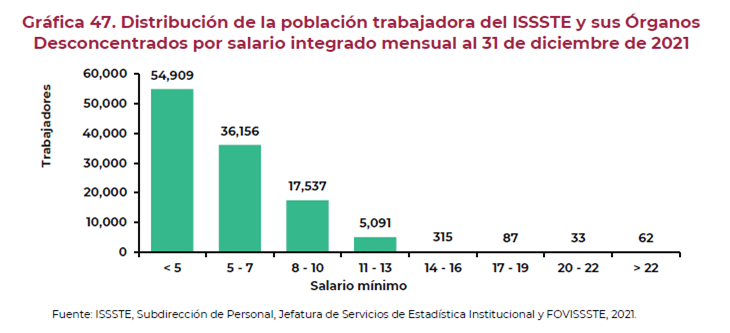 Gráfica 47. Distribución de la población trabajadora del ISSSTE y sus Órganos
Desconcentrados por salario integrado mensual al 31 de diciembre de 2021
Trabajadores
60,000
50,000
40,000
30,000
20,000
10,000
0
54,909
36,156
17,537
5,091
315
87
33
62
< 5
5 - 7
8 - 10
11 - 13
14 - 16
17 - 19
20 - 22
> 22
Salario mínimo
Fuente: ISSSTE, Subdirección de Personal, Jefatura de Servicios de Estadística Institucional y FOVISSSTE, 2021.